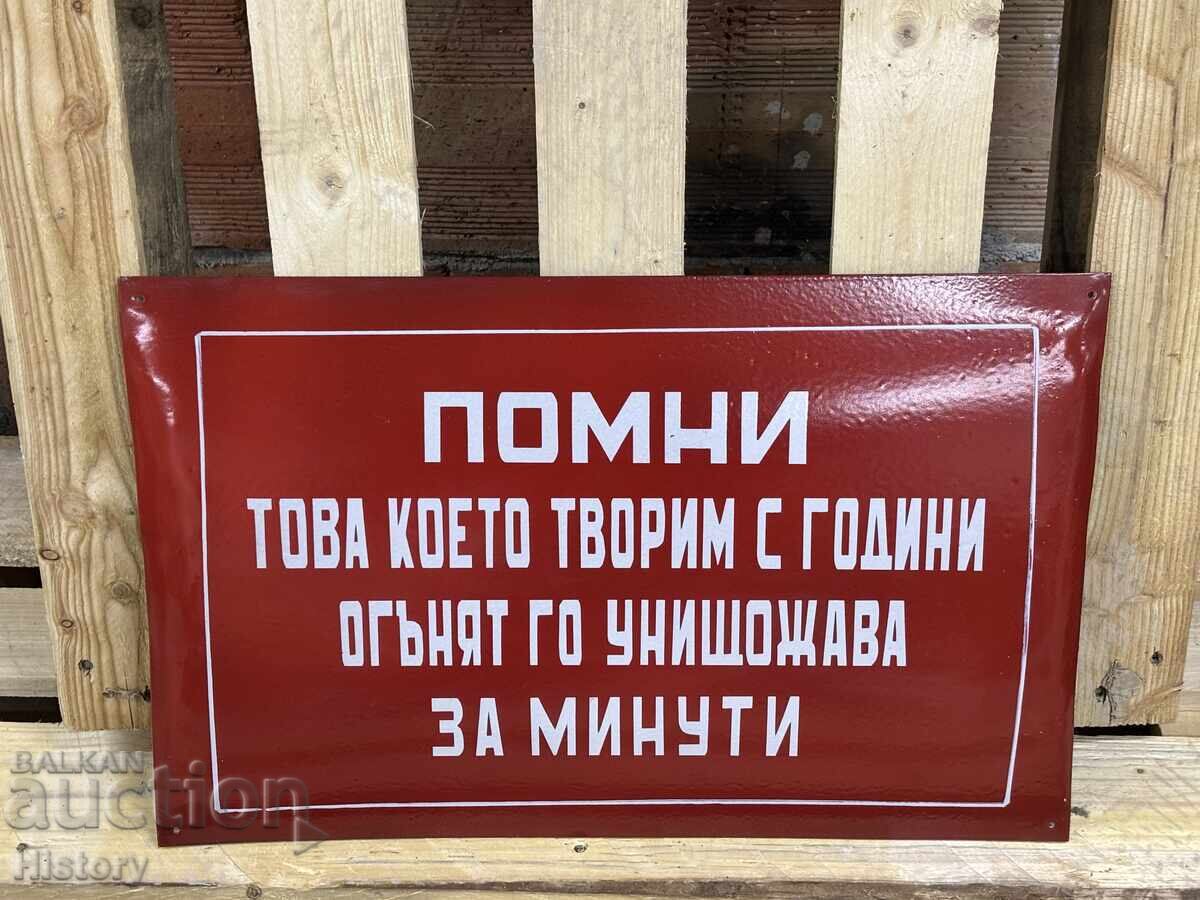 ПОМНИ
ТОВА КОЕТО ТВОРИМ С ГОДИНИ
ОГЪНЯТ ГО УНИЩОЖАВА
ЗА МИНУТИ
BALKAN
auction
History